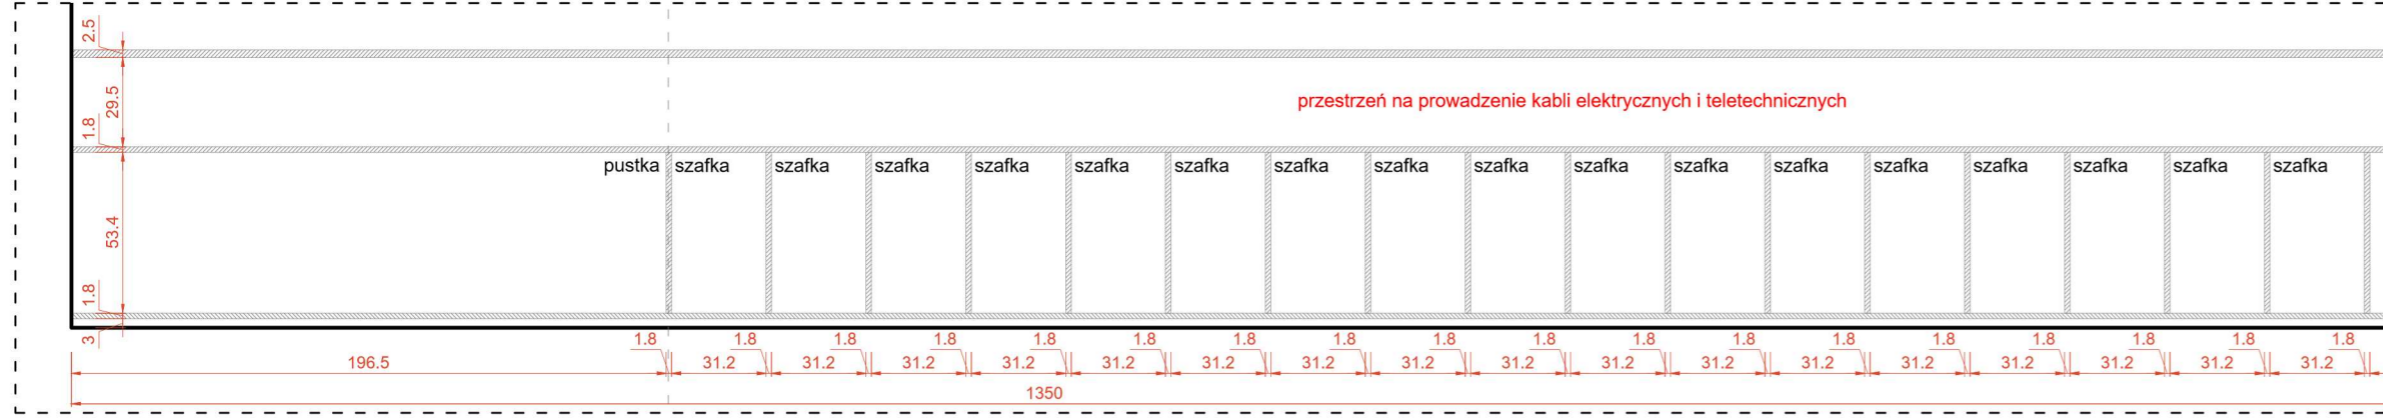 2.5
29.5
przestrzeń na prowadzenie kabli elektrycznych i teletechnicznych
1.8
pustka szafka szafka szafka szafka szafka szafka szafka szafka szafka szafka szafka szafka szafka szafka szafka szafka szafka
53.4
1.8
3
1.8 1.8 1.8 1.8 1.8 1.8 1.8 1.8 1.8 1.8 1.8 1.8 1.8 1.8 1.8 1.8 1.8 1.8
196.5 31.2 31.2 31.2 31.2 31.2 31.2 31.2 31.2 31.2 31.2 31.2 31.2 31.2 31.2 31.2 31.2 31.2
1350